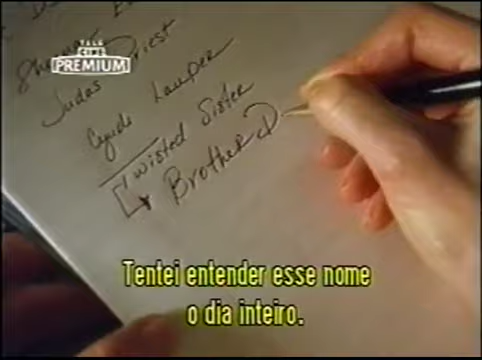 TELE
CINE
PREMIUM
Judas Priest
Cyndi Lauper
Twisted Sister
Brother D
Tentei entender esse nome
o dia inteiro.